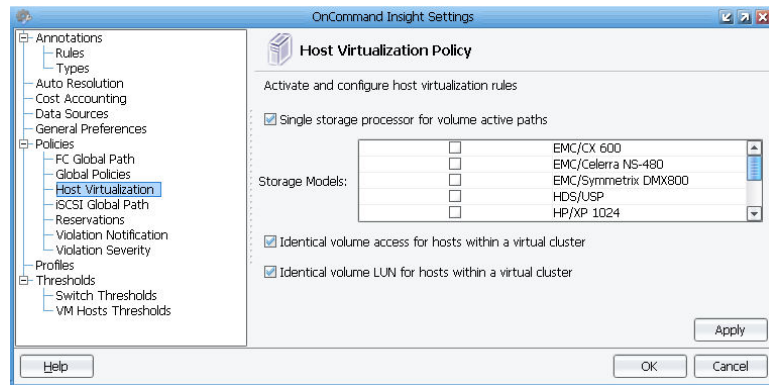 OnCommand Insight Settings
Annotations
Rules
Types
Auto Resolution
Cost Accounting
Data Sources
General Preferences
Policies
FC Global Path
Global Policies
Host Virtualization
iSCSI Global Path
Reservations
Violation Notification
Violation Severity
Profiles
Thresholds
Switch Thresholds
VM Hosts Thresholds
Host Virtualization Policy
Activate and configure host virtualization rules
Single storage processor for volume active paths
Storage Models:
EMC/CX 600
EMC/Celerra NS-480
EMC/Symmetrix DMX800
HDS/USP
HP/XP 1024
Identical volume access for hosts within a virtual cluster
Identical volume LUN for hosts within a virtual cluster
Apply
Help
OK
Cancel